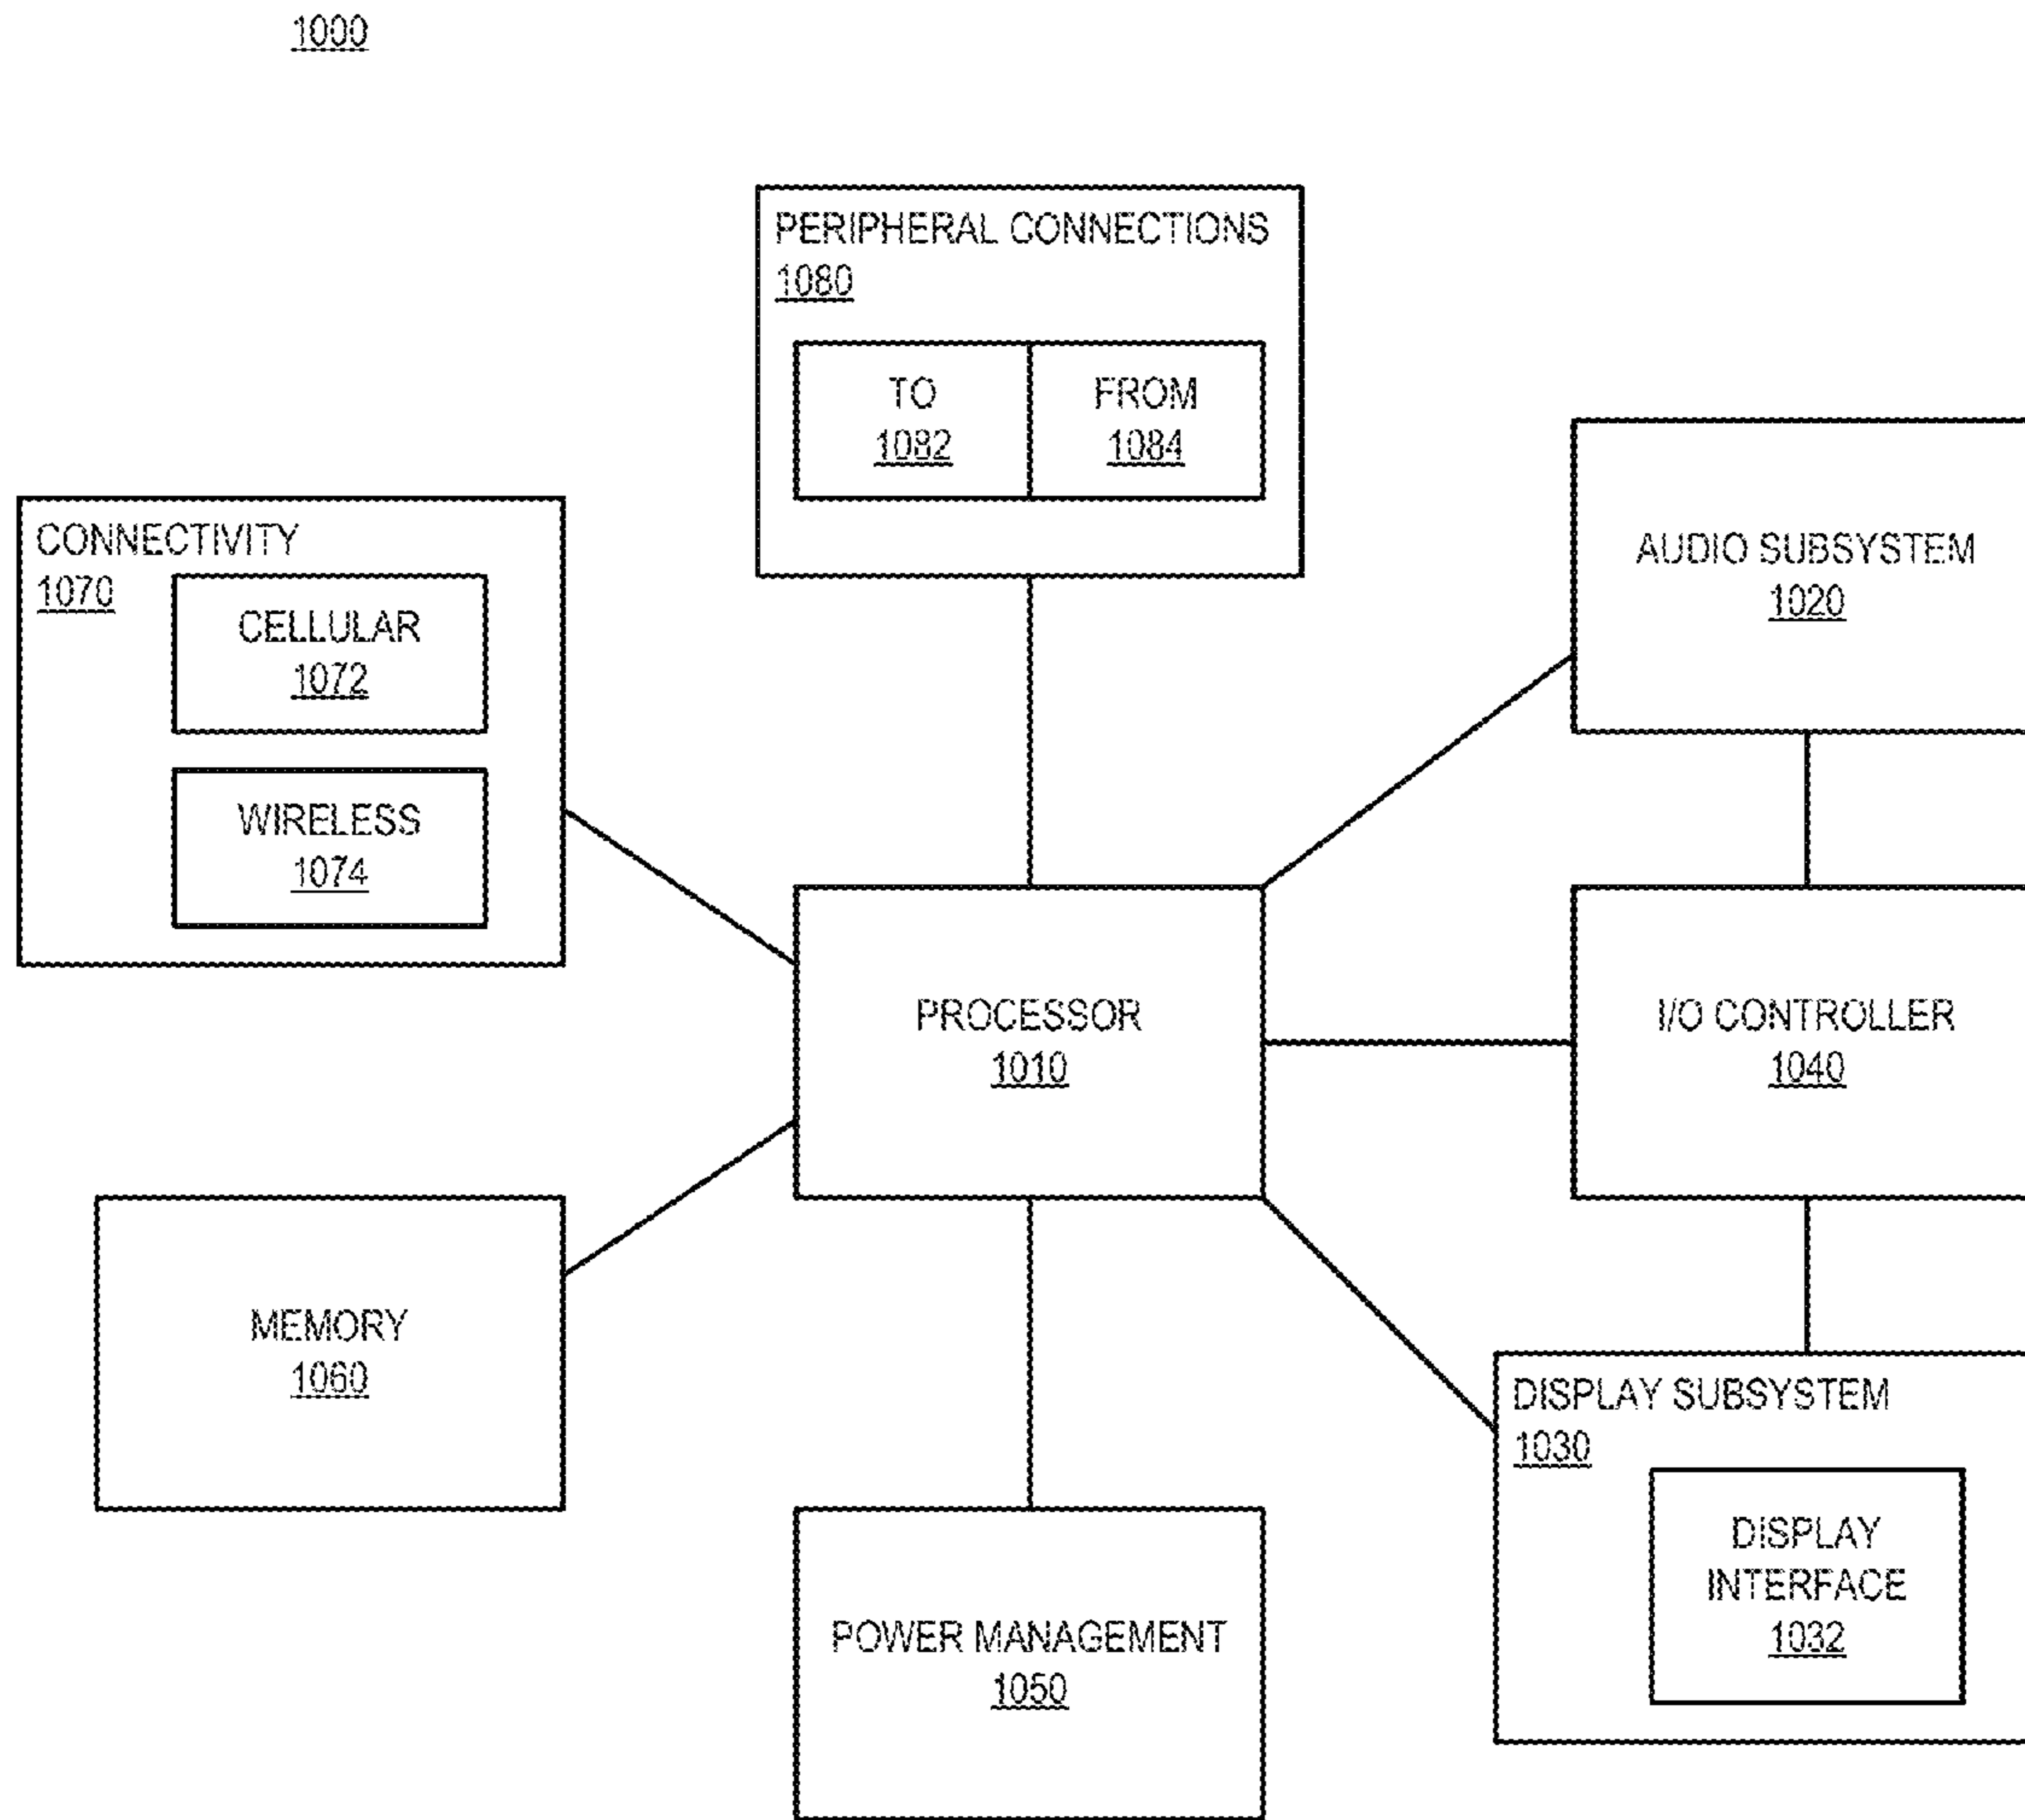 1000
PERIPHERAL CONNECTIONS
1080
TO
1082
FROM
1084
AUDIO SUBSYSTEM
1020
CONNECTIVITY
1070
CELLULAR
1072
WIRELESS
1074
PROCESSOR
1010
I/O CONTROLLER
1040
MEMORY
1060
DISPLAY SUBSYSTEM
1030
DISPLAY
INTERFACE
1032
POWER MANAGEMENT
1050